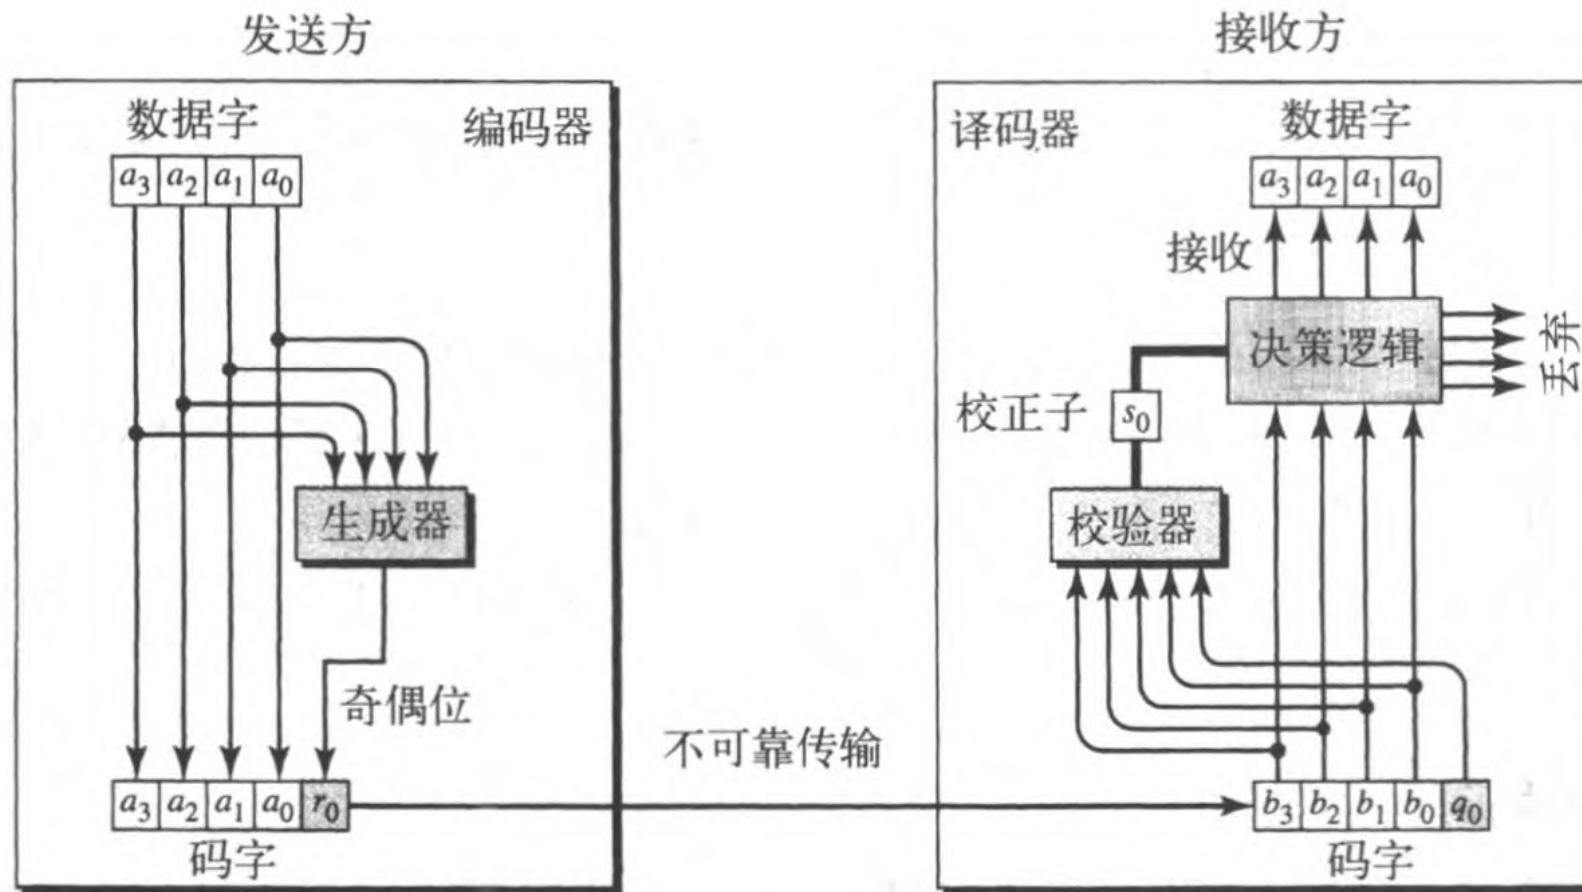 发送方
数据字
编码器
a3 a2 a1 a0
生成器
奇偶位
a3 a2 a1 a0 r0
码字
不可靠传输
接收方
译码器
数据字
a3 a2 a1 a0
接收
决策逻辑
丢弃
校正子
s0
校验器
b3 b2 b1 b0 q0
码字